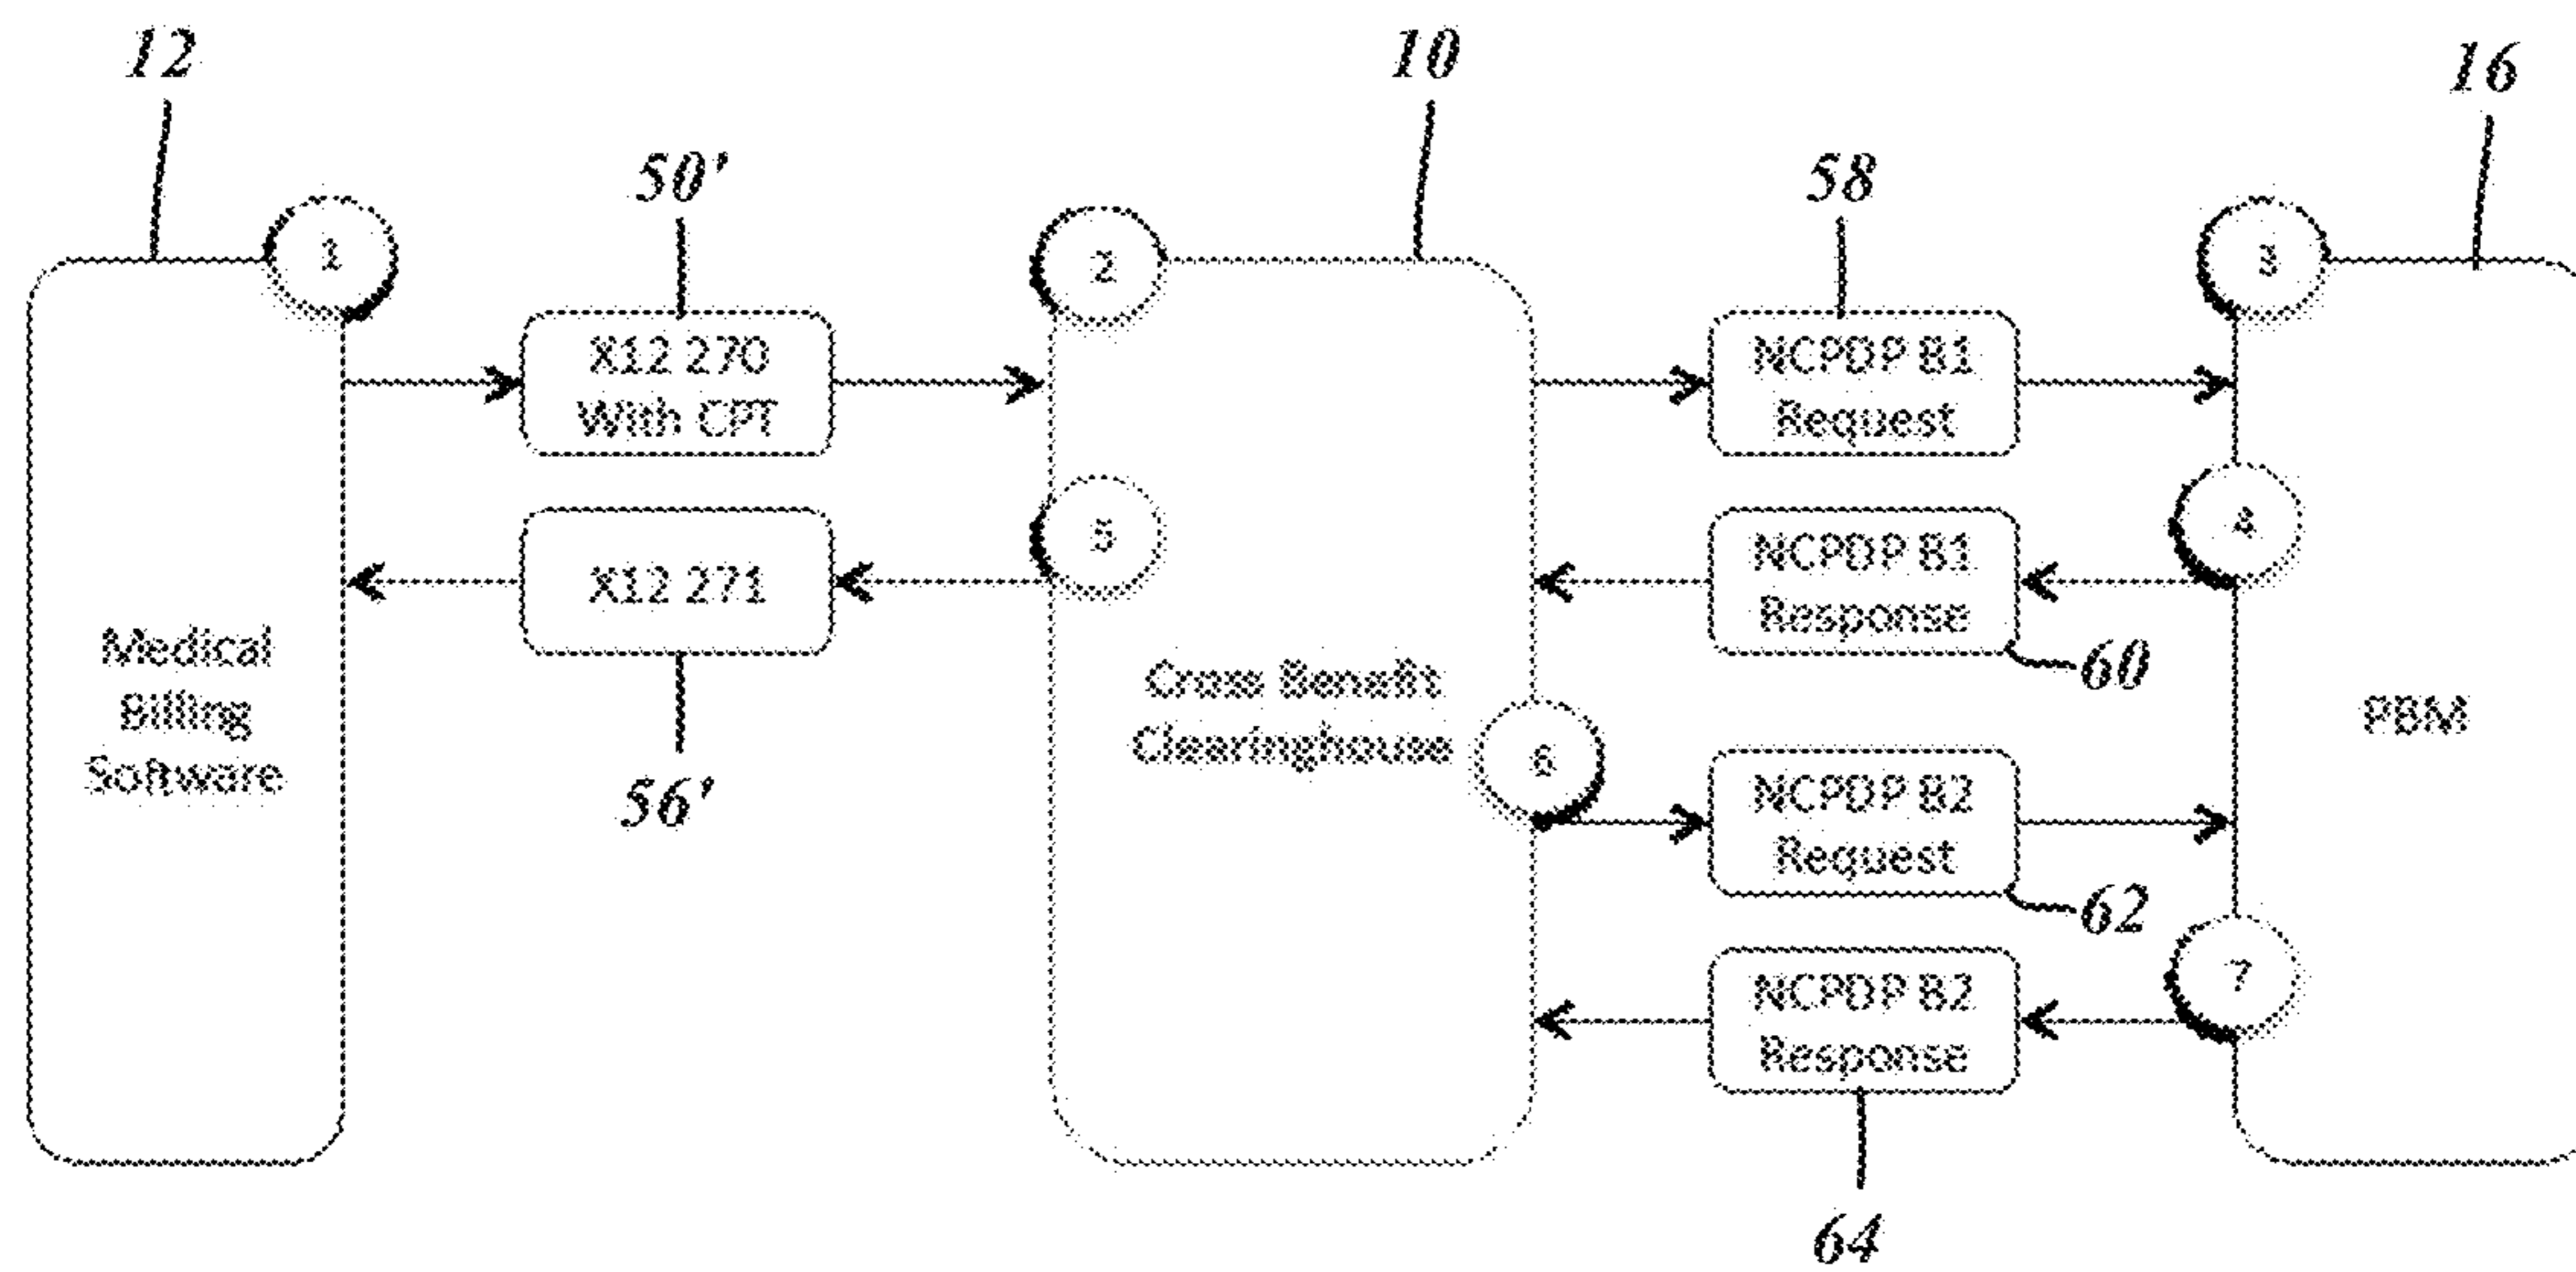 12
10
16
50'
58
1
2
3
X12 270
With CPT
NCPDP B1
Request
4
5
X12 271
NCPDP B1
Response
60
Medical
Billing
Software
Cross Benefit
Clearinghouse
PBM
56'
6
NCPDP B2
Request
62
7
NCPDP B2
Response
64